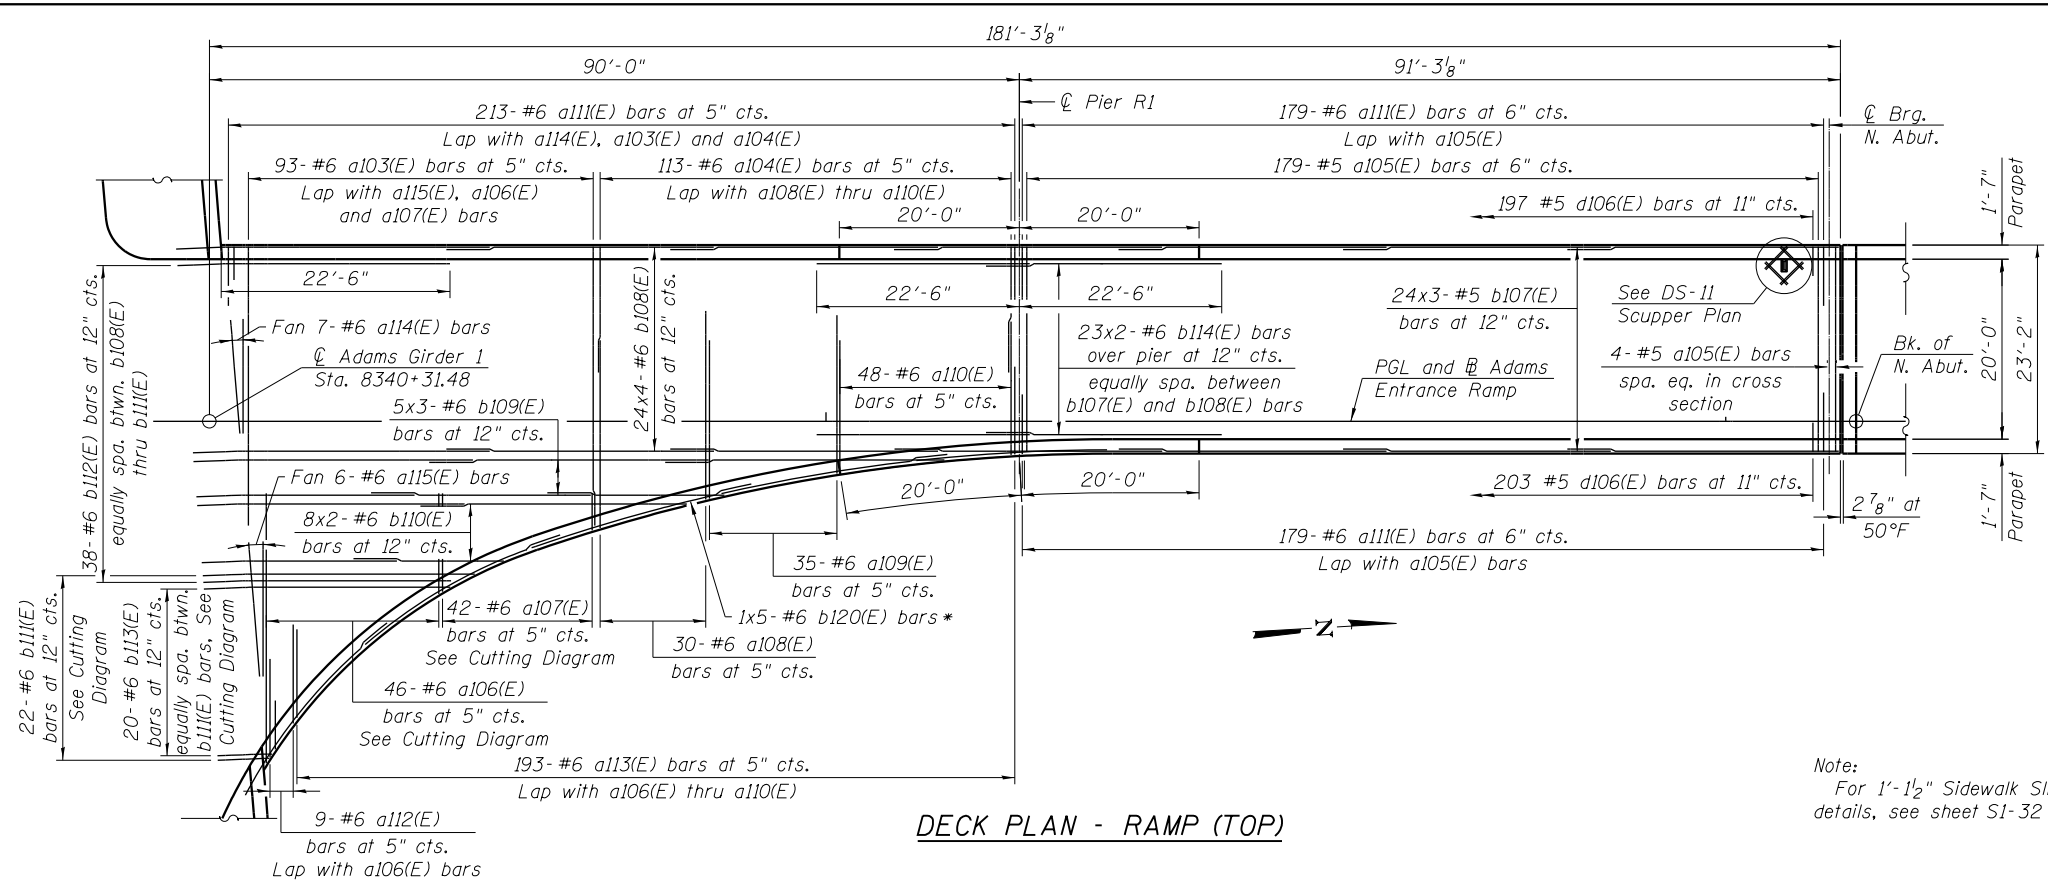 181'-3 1/8"
90'-0"
91'-3 1/8"
℄ Pier R1
213-#6 a111(E) bars at 5" cts.
Lap with a114(E), a103(E) and a104(E)
179-#6 a111(E) bars at 6" cts.
Lap with a105(E)
℄ Brg.
N. Abut.
93-#6 a103(E) bars at 5" cts.
Lap with a115(E), a106(E)
and a107(E) bars
113-#6 a104(E) bars at 5" cts.
Lap with a108(E) thru a110(E)
179-#5 a105(E) bars at 6" cts.
1'-7"
Parapet
20'-0"
20'-0"
197 #5 d106(E) bars at 11" cts.
22'-6"
22'-6"
22'-6"
38-#6 b112(E) bars at 12" cts.
equally spa. btwn. b108(E)
thru b111(E)
24x4-#6 b108(E)
bars at 12" cts.
24x3-#5 b107(E)
bars at 12" cts.
See DS-11
Scupper Plan
Fan 7-#6 a114(E) bars
℄ Adams Girder 1
Sta. 8340+31.48
23x2-#6 b114(E) bars
over pier at 12" cts.
equally spa. between
b107(E) and b108(E) bars
PGL and ⅊ Adams
Entrance Ramp
4-#5 a105(E) bars
spa. eq. in cross
section
Bk. of
N. Abut.
20'-0"
23'-2"
48-#6 a110(E)
bars at 5" cts.
5x3-#6 b109(E)
bars at 12" cts.
Fan 6-#6 a115(E) bars
20'-0"
20'-0"
203 #5 d106(E) bars at 11" cts.
2 7/8" at
50°F
1'-7"
Parapet
8x2-#6 b110(E)
bars at 12" cts.
179-#6 a111(E) bars at 6" cts.
Lap with a105(E) bars
35-#6 a109(E)
bars at 5" cts.
22-#6 b111(E)
bars at 12" cts.
See Cutting
Diagram
20-#6 b113(E)
bars at 12" cts.
equally spa. btwn.
b111(E) bars, See
Cutting Diagram
42-#6 a107(E)
bars at 5" cts.
See Cutting Diagram
1x5-#6 b120(E) bars *
30-#6 a108(E)
bars at 5" cts.
N
46-#6 a106(E)
bars at 5" cts.
See Cutting Diagram
193-#6 a113(E) bars at 5" cts.
Lap with a106(E) thru a110(E)
9-#6 a112(E)
bars at 5" cts.
Lap with a106(E) bars
DECK PLAN - RAMP (TOP)
Note:
For 1'-1 1/2" Sidewalk
details, see sheet S1-32